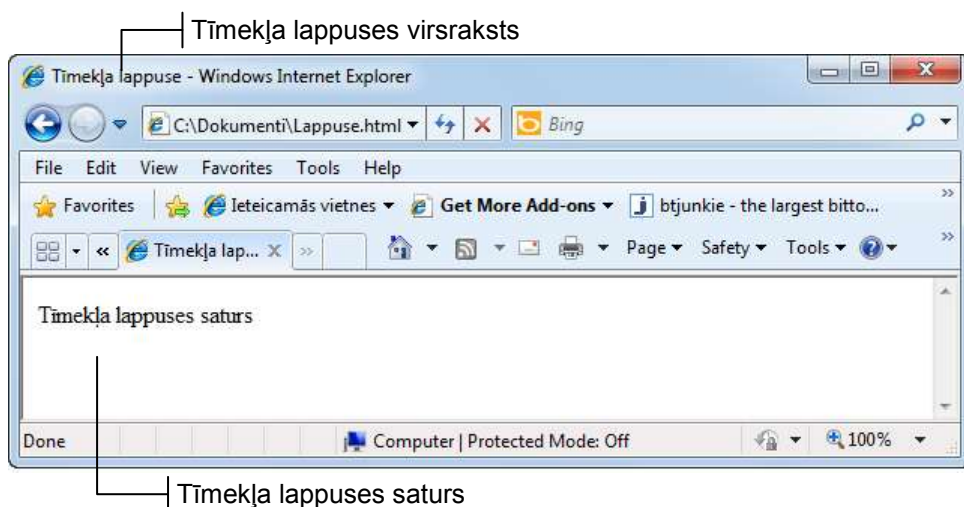 Tīmekļa lappuses virsraksts
Tīmekļa lappuse - Windows Internet Explorer
C:\Dokumenti\Lappuse.html Bing
File Edit View Favorites Tools Help
Favorites Ieteicamās vietnes Get More Add-ons btjunkie - the largest bitto... »
« Tīmekļa lap... X » Page Safety Tools »
Tīmekļa lappuses saturs
Done Computer | Protected Mode: Off 100%
Tīmekļa lappuses saturs